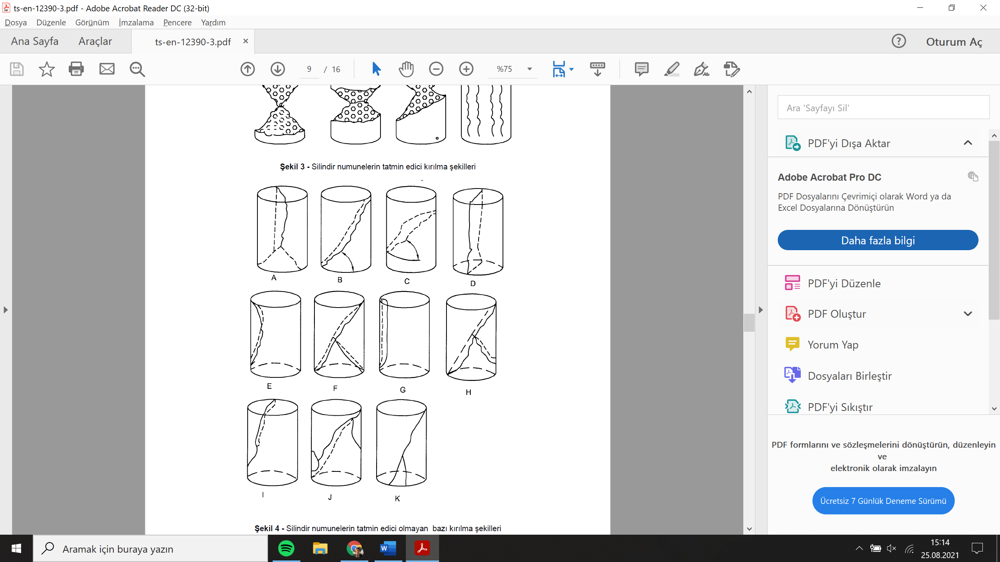 ts-en-12390-3.pdf - Adobe Acrobat Reader DC (32-bit)
Dosya Düzenle Görünüm İmzalama Pencere Yardım
Ana Sayfa Araçlar ts-en-12390-3.pdf Oturum Aç
9 / 16 %75
Şekil 3 - Silindir numunelerin tatmin edici kırılma şekilleri
A B C D
E F G H
I J K
Şekil 4 - Silindir numunelerin tatmin edici olmayan bazı kırılma şekilleri
Ara 'Sayfayı Sil'
PDF'yi Dışa Aktar
Adobe Acrobat Pro DC
PDF Dosyalarını Çevrimiçi olarak Word ya da
Excel Dosyalarına Dönüştürün
Daha fazla bilgi
PDF'yi Düzenle
PDF Oluştur
Yorum Yap
Dosyaları Birleştir
PDF'yi Sıkıştır
PDF formlarını ve sözleşmelerini dönüştürün, düzenleyin
ve
elektronik olarak imzalayın
Ücretsiz 7 Günlük Deneme Sürümü
Aramak için buraya yazın
15:14
25.08.2021